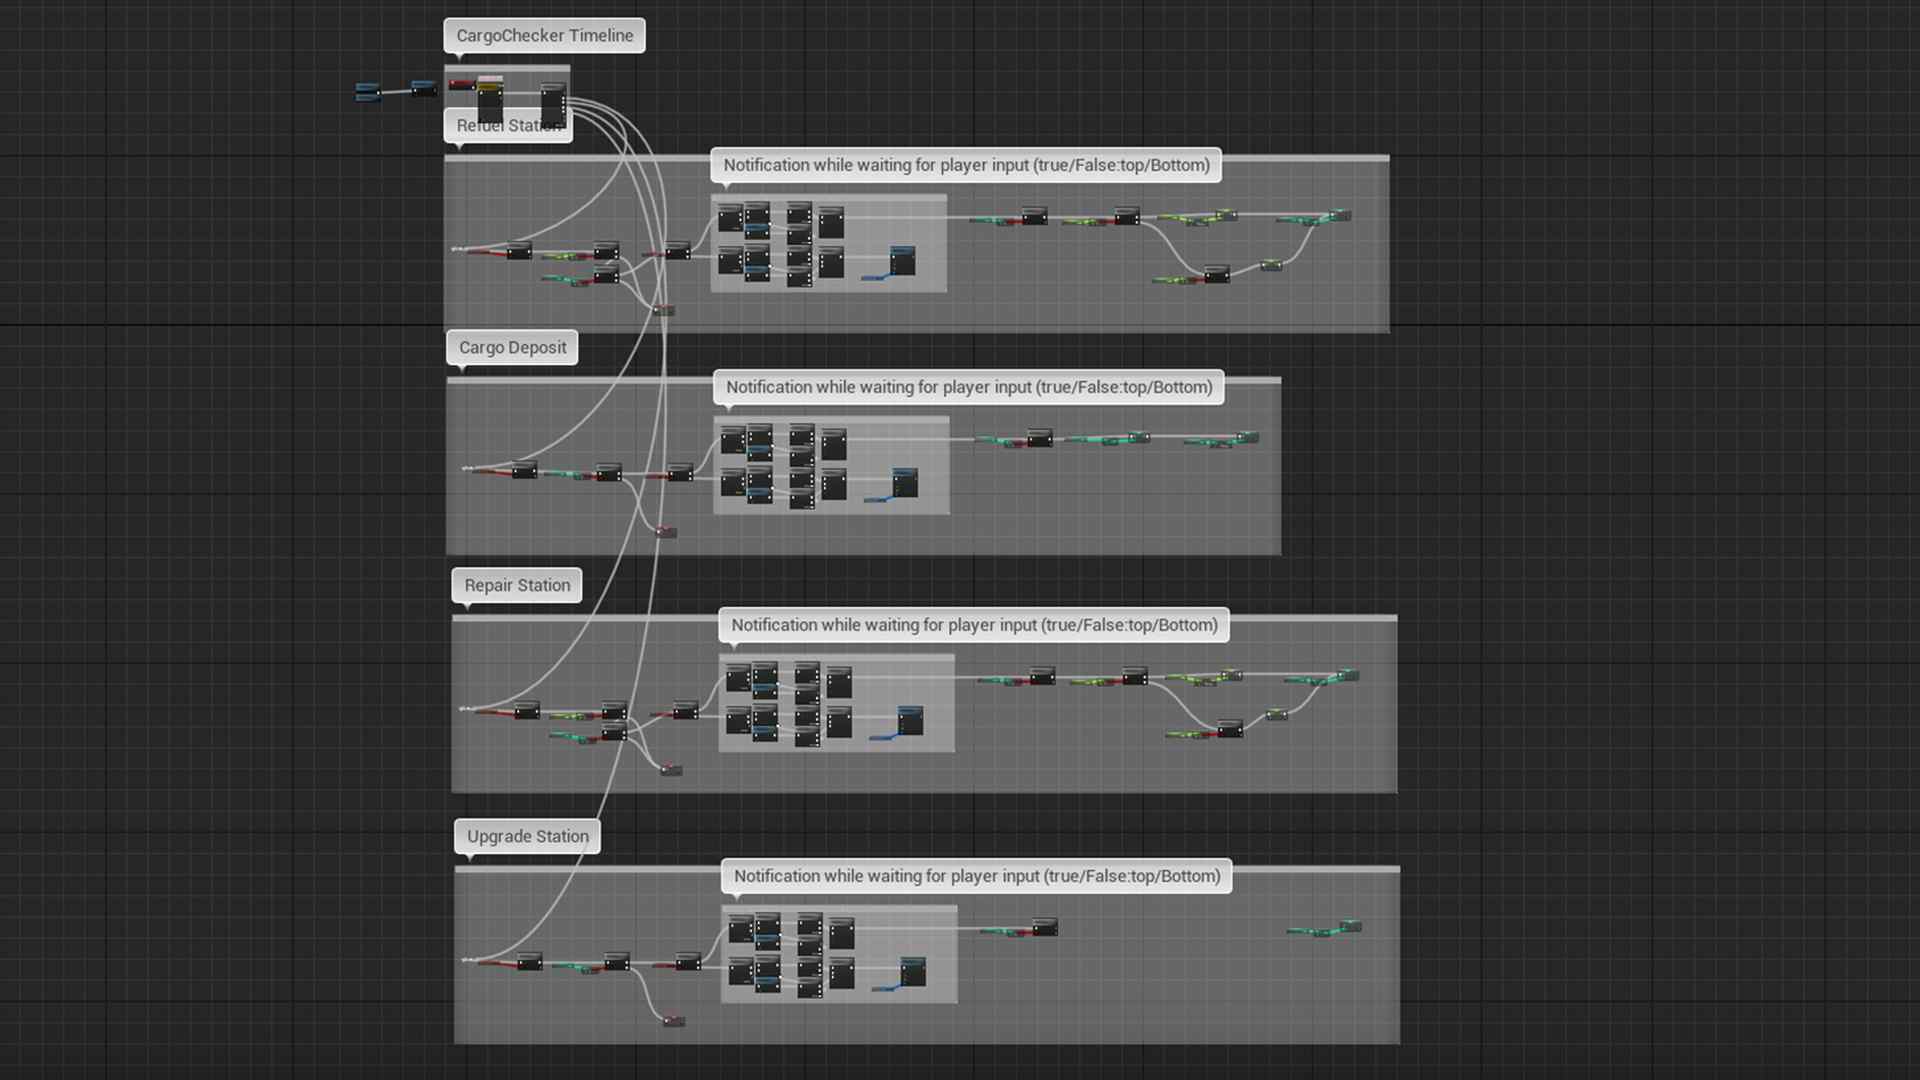 CargoChecker Timeline
Refuel Station
Notification while waiting for player input (true/False:top/Bottom)
Cargo Deposit
Notification while waiting for player input (true/False:top/Bottom)
Repair Station
Notification while waiting for player input (true/False:top/Bottom)
Upgrade Station
Notification while waiting for player input (true/False:top/Bottom)